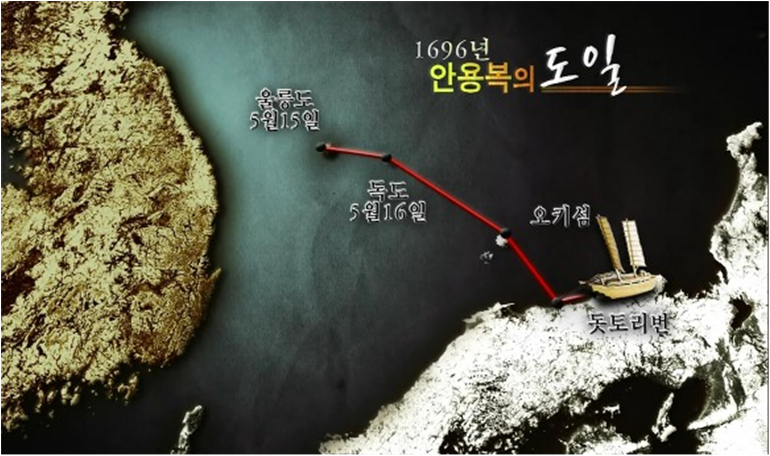 1696년
안용복의 도일
울릉도
5월15일
독도
5월16일
오키섬
돗도리번